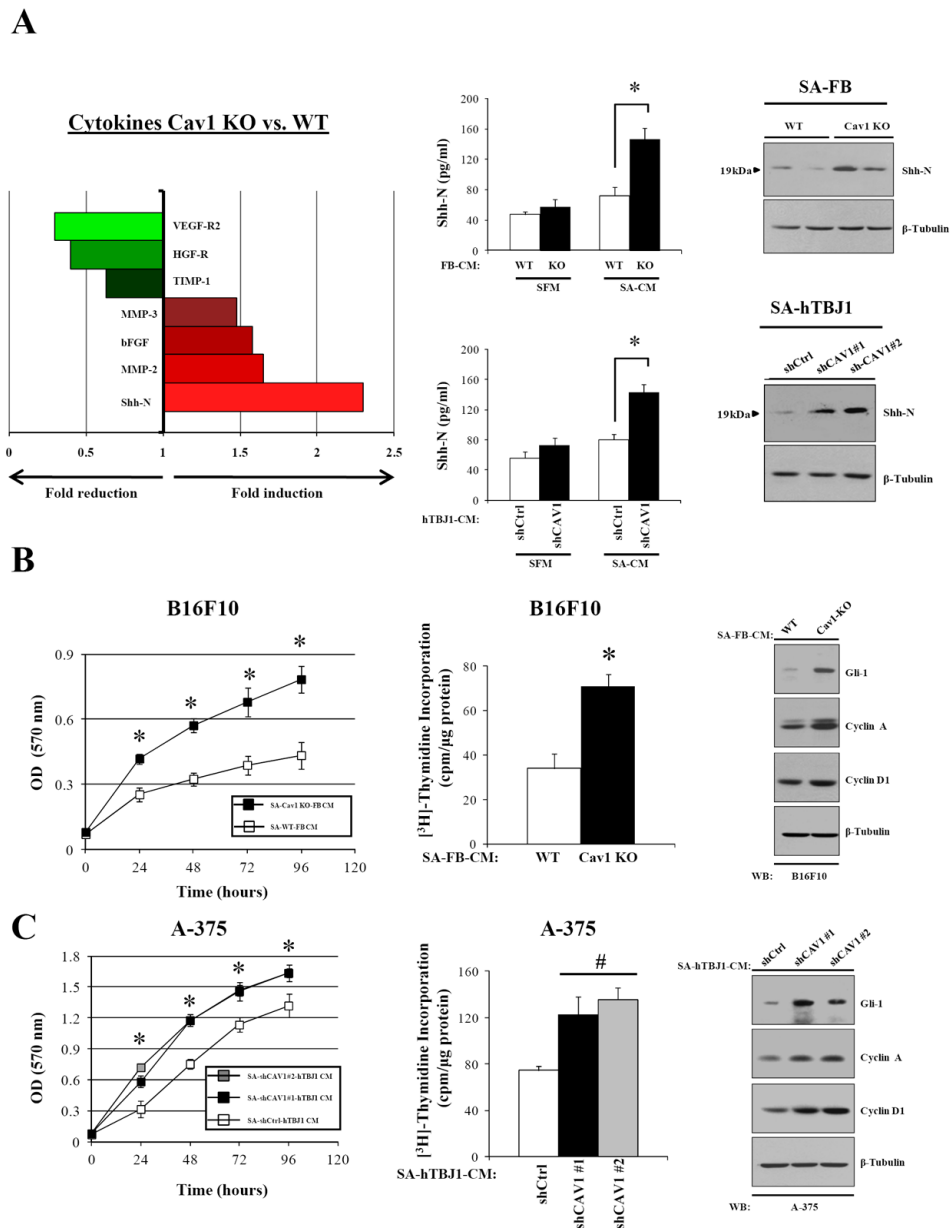 A
Cytokines Cav1 KO vs. WT
VEGF-R2
HGF-R
TIMP-1
MMP-3
bFGF
MMP-2
Shh-N
0 0.5 1 1.5 2 2.5
Fold reduction Fold induction
Shh-N (pg/ml)
200
160
120
80
40
0
*
FB-CM: WT KO WT KO
SFM SA-CM
SA-FB
WT Cav1 KO
19kDa
Shh-N
β-Tubulin
Shh-N (pg/ml)
200
160
120
80
40
0
*
hTBJ1-CM: shCtrl shCAV1 shCtrl shCAV1
SFM SA-CM
SA-hTBJ1
shCtrl shCAV1#1 sh-CAV1#2
19kDa
Shh-N
β-Tubulin
B
B16F10
OD (570 nm)
0.9
0.6
0.3
0
* * * *
SA-Cav1 KO-FB CM
SA-WT-FB CM
0 24 48 72 96 120
Time (hours)
B16F10
[³H]-Thymidine Incorporation
(cpm/µg protein)
80
60
40
20
0
*
SA-FB-CM: WT Cav1 KO
SA-FB-CM: WT Cav1-KO
Gli-1
Cyclin A
Cyclin D1
β-Tubulin
WB: B16F10
C
A-375
OD (570 nm)
1.8
1.5
1.2
0.9
0.6
0.3
0
* * * *
SA-shCAV1#2-hTBJ1 CM
SA-shCAV1#1-hTBJ1 CM
SA-shCtrl-hTBJ1 CM
0 24 48 72 96 120
Time (hours)
A-375
[³H]-Thymidine Incorporation
(cpm/µg protein)
160
120
80
40
0
#
SA-hTBJ1-CM: shCtrl shCAV1 #1 shCAV1 #2
SA-hTBJ1-CM: shCtrl shCAV1 #1 shCAV1 #2
Gli-1
Cyclin A
Cyclin D1
β-Tubulin
WB: A-375